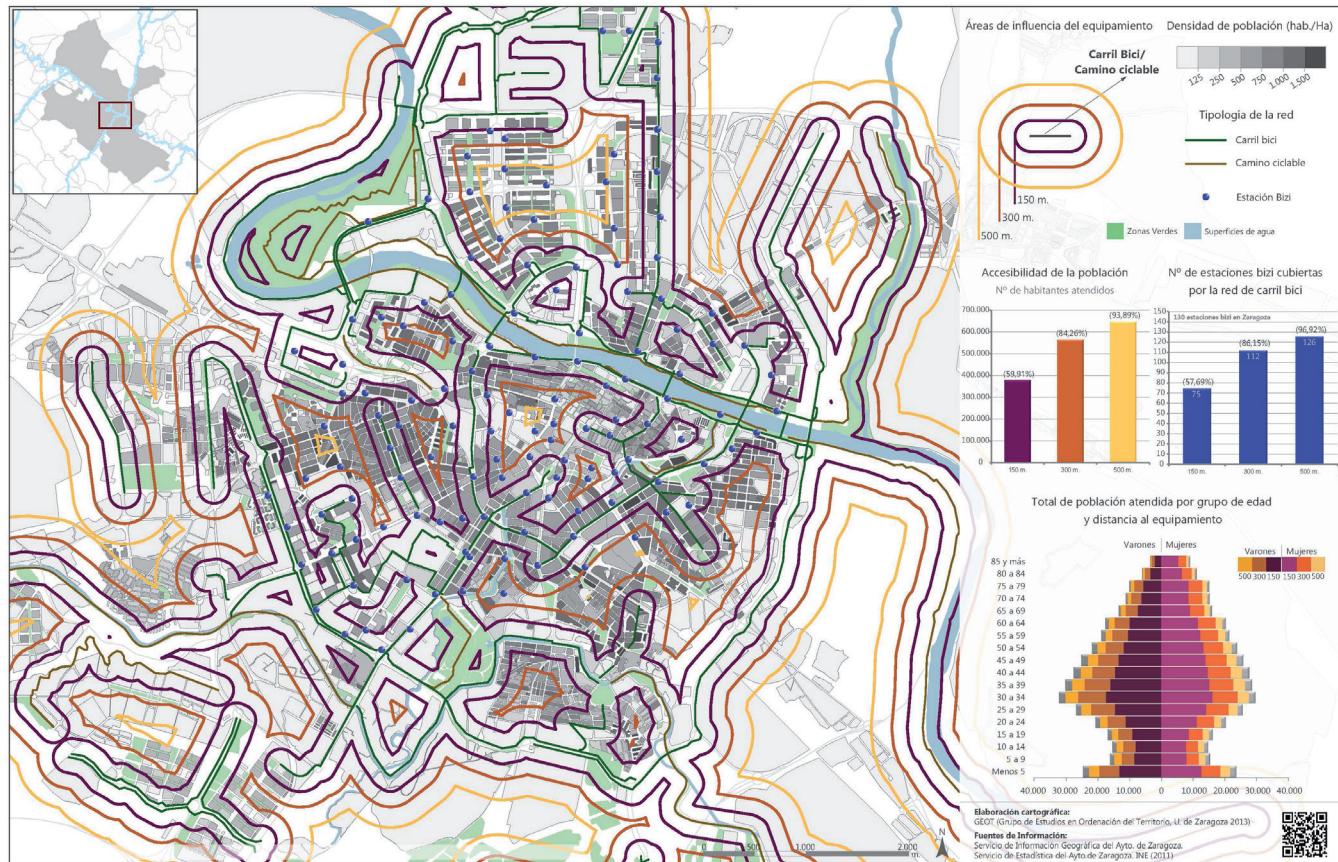 Áreas de influencia del equipamiento
Carril Bici/
Camino ciclable
150 m.
300 m.
500 m.
Densidad de población (hab./Ha)
125 250 500 750 1.000 1.500
Tipología de la red
Carril bici
Camino ciclable
Estación Bizi
Zonas Verdes
Superficies de agua
Accesibilidad de la población
Nº de habitantes atendidos
700.000
600.000
500.000
400.000
300.000
200.000
100.000
0
(59,91%)
(84,26%)
(93,89%)
150 m. 300 m. 500 m.
Nº de estaciones bizi cubiertas
por la red de carril bici
130 estaciones bizi en Zaragoza
150
140
130
120
110
100
90
80
70
60
50
40
30
20
10
0
(57,69%)
75
(86,15%)
112
(96,92%)
126
150 m. 300 m. 500 m.
Total de población atendida por grupo de edad
y distancia al equipamiento
Varones Mujeres
Varones Mujeres
500 300 150 150 300 500
85 y más
80 a 84
75 a 79
70 a 74
65 a 69
60 a 64
55 a 59
50 a 54
45 a 49
40 a 44
35 a 39
30 a 34
25 a 29
20 a 24
15 a 19
10 a 14
5 a 9
Menos 5
40.000 30.000 20.000 10.000 0 10.000 20.000 30.000 40.000
Elaboración cartográfica:
GEOT (Grupo de Estudios en Ordenación del Territorio, U. de Zaragoza 2013)
Fuentes de Información:
Servicio de Información Geográfica del Ayto. de Zaragoza.
Servicio de Estadística del Ayto.de Zaragoza. INE (2011)
0 500 1.000 2.000
m.
N